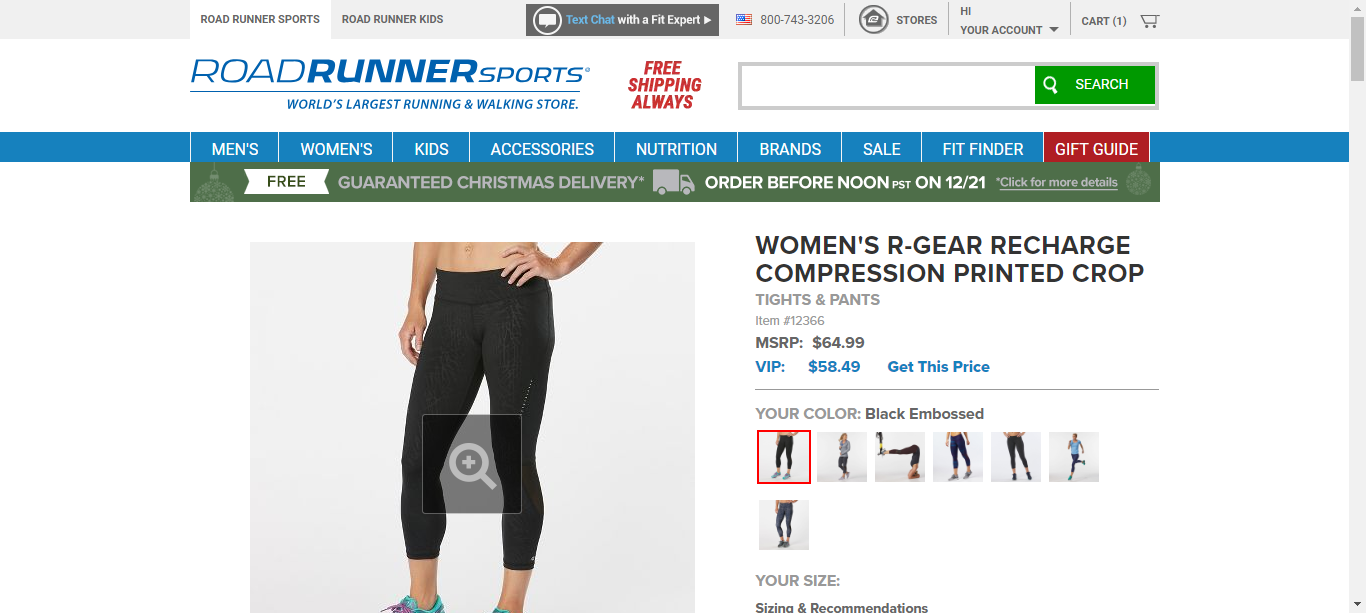 ROAD RUNNER SPORTS
ROAD RUNNER KIDS
Text Chat with a Fit Expert
800-743-3206
STORES
HI
YOUR ACCOUNT
CART (1)
ROADRUNNERSPORTS
WORLD'S LARGEST RUNNING & WALKING STORE.
FREE
SHIPPING
ALWAYS
SEARCH
MEN'S
WOMEN'S
KIDS
ACCESSORIES
NUTRITION
BRANDS
SALE
FIT FINDER
GIFT GUIDE
FREE GUARANTEED CHRISTMAS DELIVERY* ORDER BEFORE NOON PST ON 12/21 *Click for more details
WOMEN'S R-GEAR RECHARGE
COMPRESSION PRINTED CROP
TIGHTS & PANTS
Item #12366
MSRP: $64.99
VIP: $58.49 Get This Price
YOUR COLOR: Black Embossed
YOUR SIZE:
Sizing & Recommendations